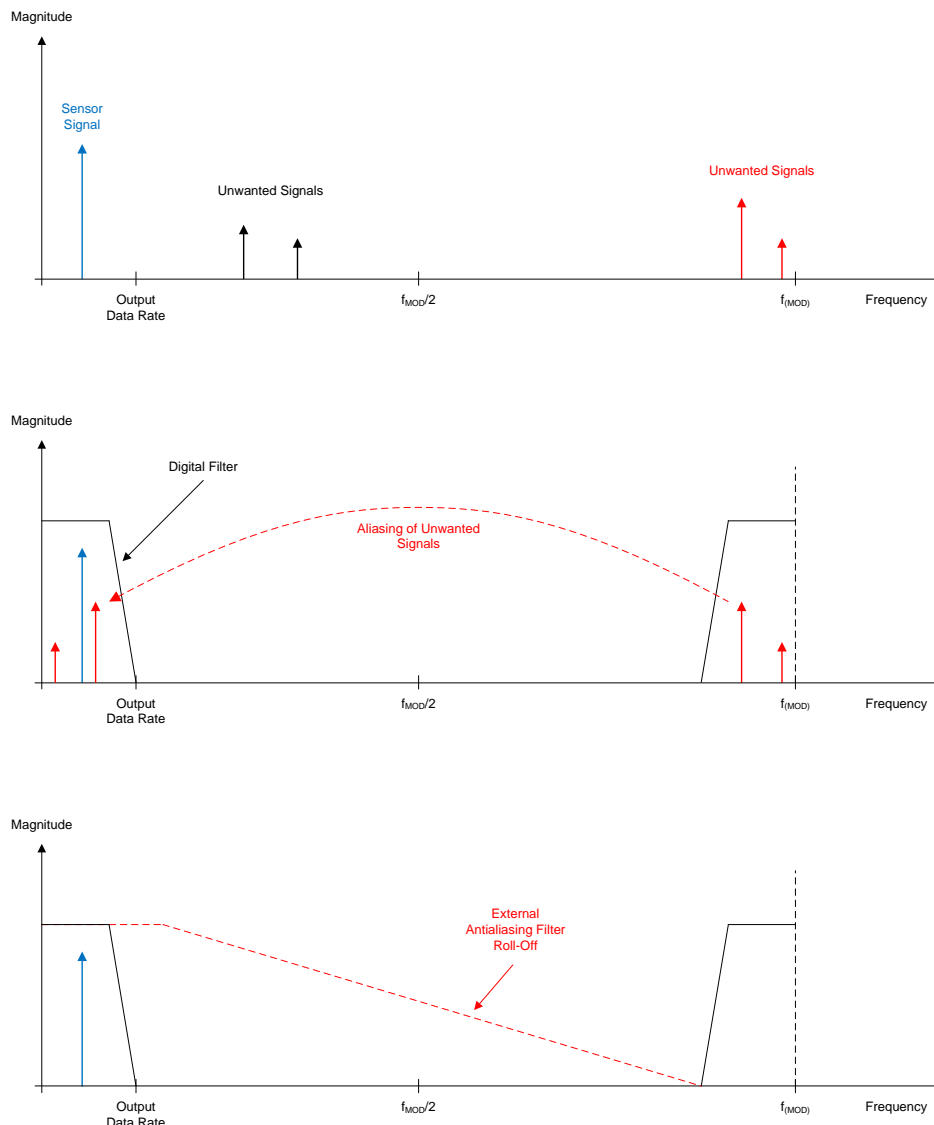 Magnitude
Sensor
Signal
Unwanted Signals
Unwanted Signals
Output
Data Rate
fMOD/2
f(MOD)
Frequency
Magnitude
Digital Filter
Aliasing of Unwanted
Signals
Output
Data Rate
fMOD/2
f(MOD)
Frequency
Magnitude
External
Antialiasing Filter
Roll-Off
Output
Data Rate
fMOD/2
f(MOD)
Frequency